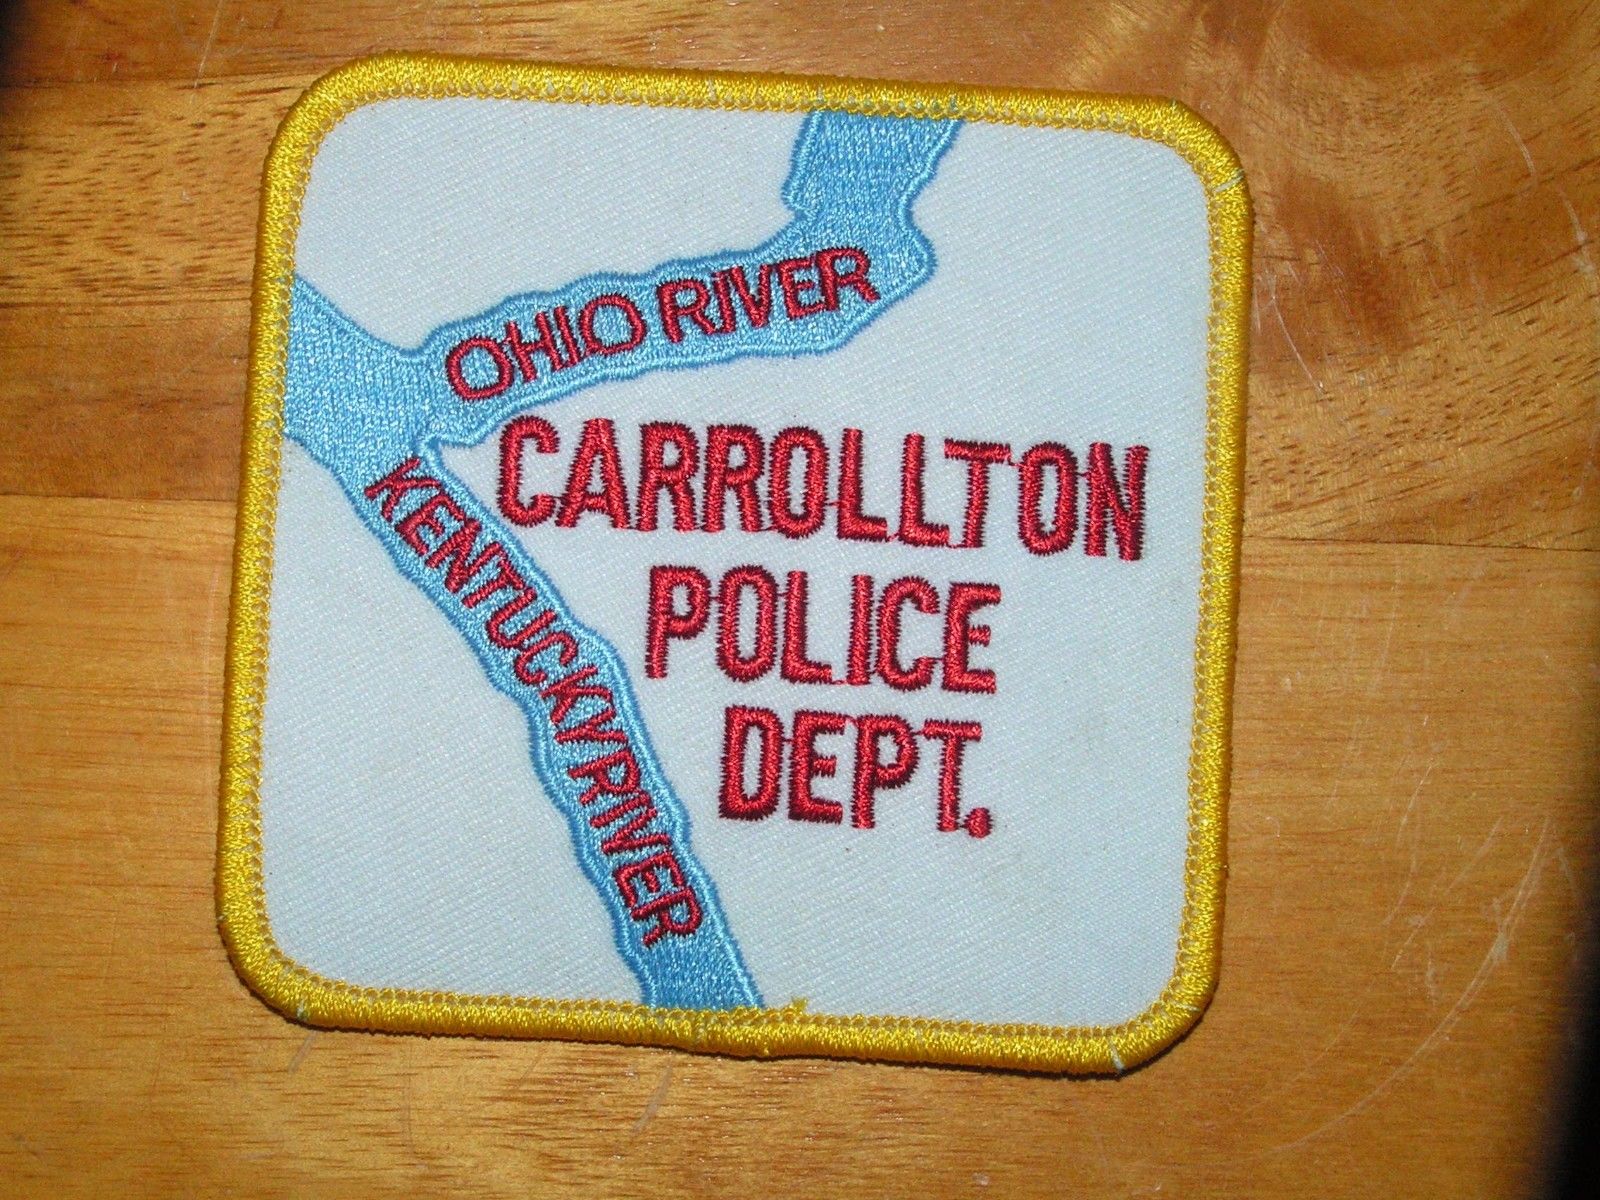 OHIO RIVER
CARROLLTON
POLICE
DEPT.
KENTUCKY RIVER